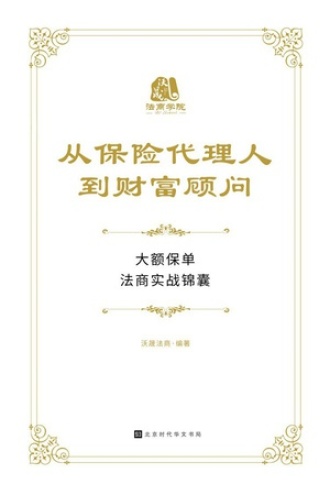 法商学院
从保险代理人
到财富顾问
大额保单
法商实战锦囊
沃晟法商·编著
北京时代华文书局